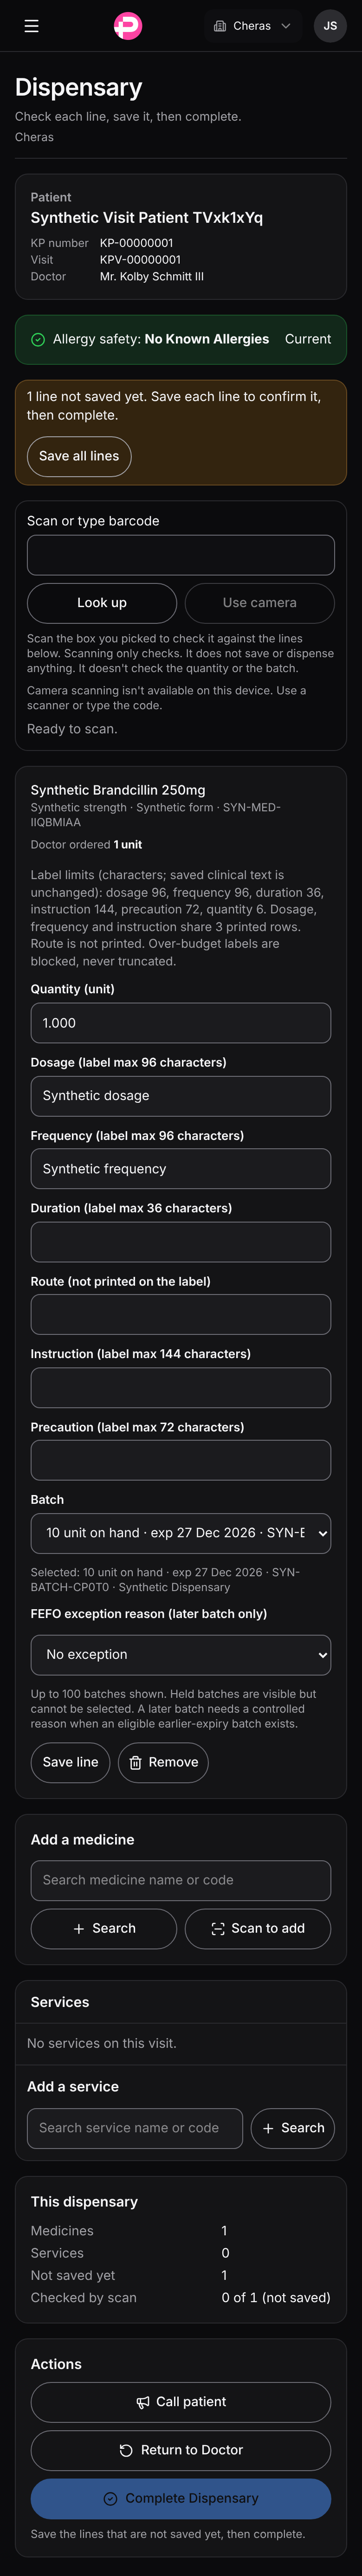 Cheras
JS
Dispensary
Check each line, save it, then complete.
Cheras
Patient
Synthetic Visit Patient TVxk1xYq
KP number KP-00000001
Visit KPV-00000001
Doctor Mr. Kolby Schmitt III
Allergy safety: No Known Allergies Current
1 line not saved yet. Save each line to confirm it,
then complete.
Save all lines
Scan or type barcode
Look up
Use camera
Scan the box you picked to check it against the lines
below. Scanning only checks. It does not save or dispense
anything. It doesn't check the quantity or the batch.
Camera scanning isn't available on this device. Use a
scanner or type the code.
Ready to scan.
Synthetic Brandcillin 250mg
Synthetic strength · Synthetic form · SYN-MED-
IIQBMIAA
Doctor ordered 1 unit
Label limits (characters; saved clinical text is
unchanged): dosage 96, frequency 96, duration 36,
instruction 144, precaution 72, quantity 6. Dosage,
frequency and instruction share 3 printed rows.
Route is not printed. Over-budget labels are
blocked, never truncated.
Quantity (unit)
1.000
Dosage (label max 96 characters)
Synthetic dosage
Frequency (label max 96 characters)
Synthetic frequency
Duration (label max 36 characters)
Route (not printed on the label)
Instruction (label max 144 characters)
Precaution (label max 72 characters)
Batch
10 unit on hand · exp 27 Dec 2026 · SYN-B
Selected: 10 unit on hand · exp 27 Dec 2026 · SYN-
BATCH-CP0T0 · Synthetic Dispensary
FEFO exception reason (later batch only)
No exception
Up to 100 batches shown. Held batches are visible but
cannot be selected. A later batch needs a controlled
reason when an eligible earlier-expiry batch exists.
Save line
Remove
Add a medicine
Search medicine name or code
Search
Scan to add
Services
No services on this visit.
Add a service
Search service name or code
Search
This dispensary
Medicines 1
Services 0
Not saved yet 1
Checked by scan 0 of 1 (not saved)
Actions
Call patient
Return to Doctor
Complete Dispensary
Save the lines that are not saved yet, then complete.